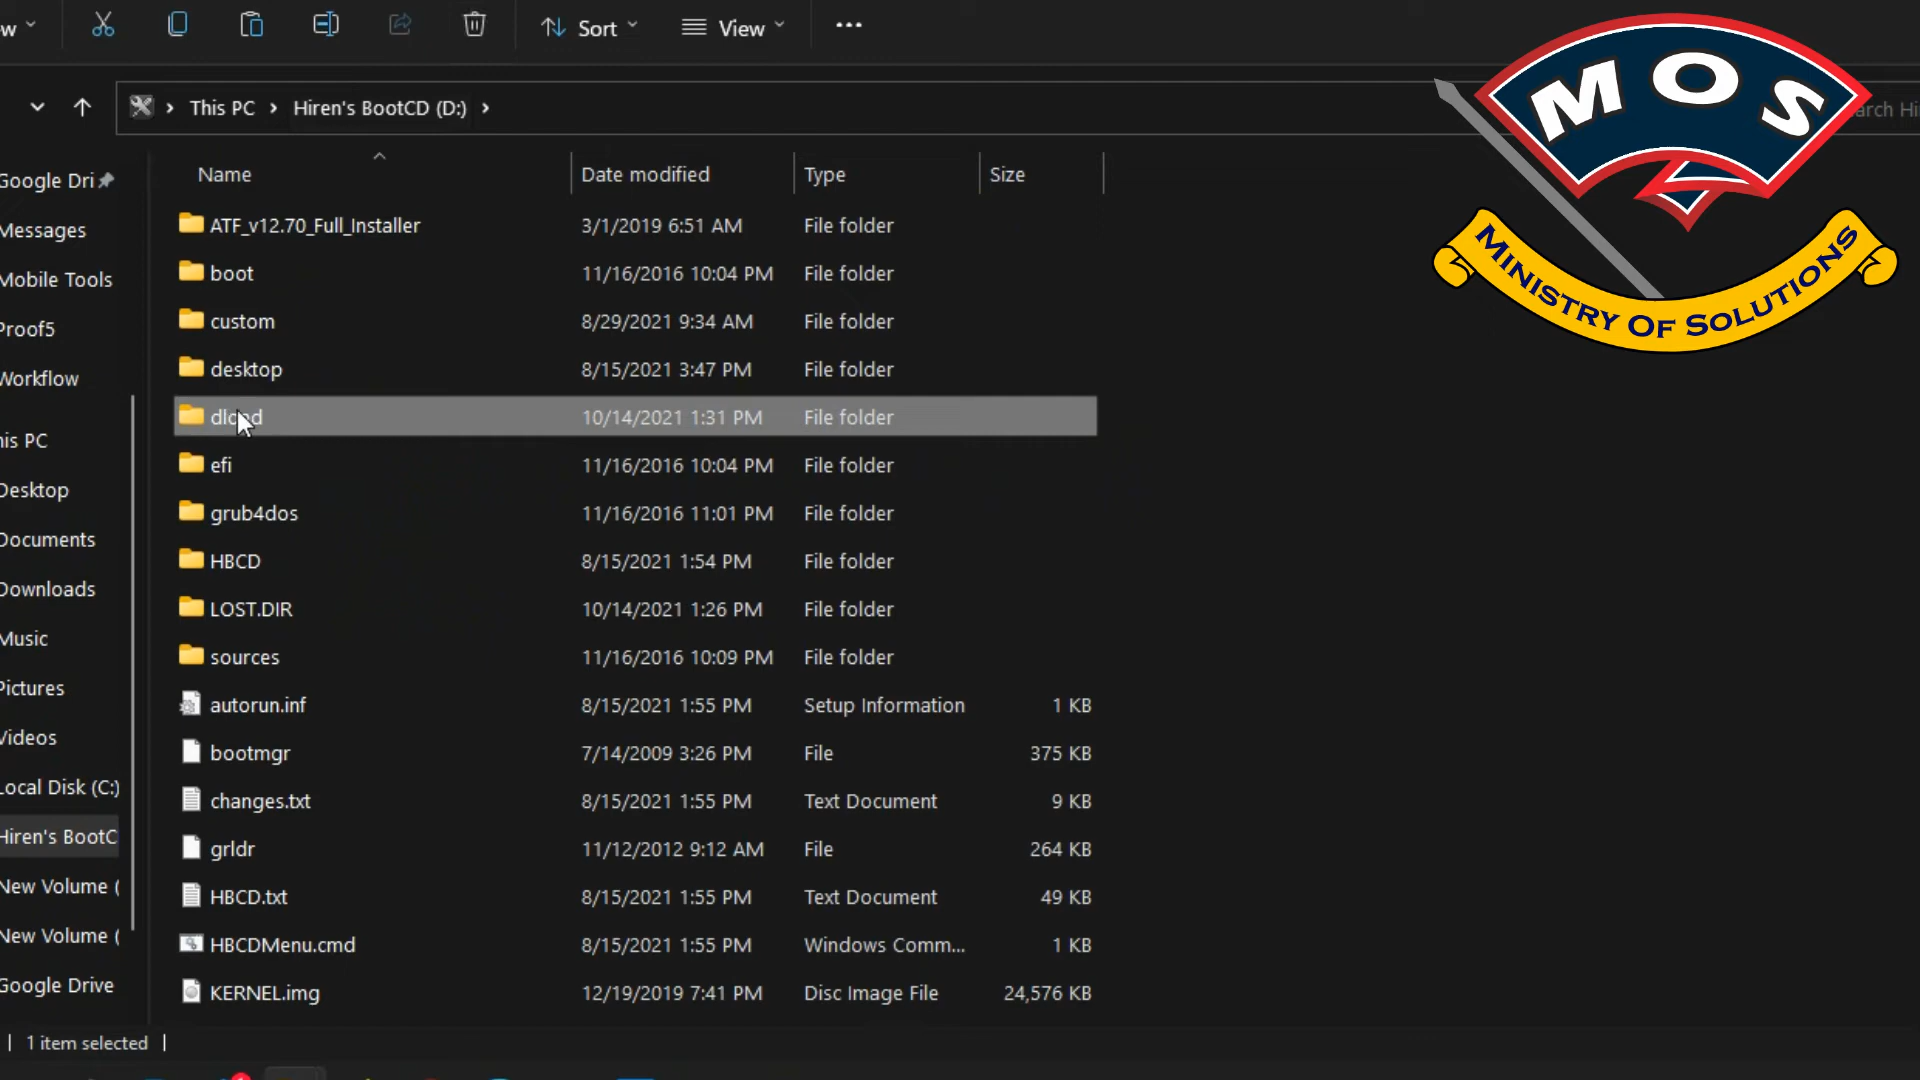 w
Sort
View
This PC > Hiren's BootCD (D:) >
arch Hi
MOS
MINISTRY OF SOLUTIONS
Google Dri
Messages
Mobile Tools
Proof5
Workflow
his PC
Desktop
Documents
Downloads
Music
Pictures
Videos
Local Disk (C:)
Hiren's BootC
New Volume (
New Volume (
Google Drive
Name Date modified Type Size
ATF_v12.70_Full_Installer 3/1/2019 6:51 AM File folder
boot 11/16/2016 10:04 PM File folder
custom 8/29/2021 9:34 AM File folder
desktop 8/15/2021 3:47 PM File folder
dload 10/14/2021 1:31 PM File folder
efi 11/16/2016 10:04 PM File folder
grub4dos 11/16/2016 11:01 PM File folder
HBCD 8/15/2021 1:54 PM File folder
LOST.DIR 10/14/2021 1:26 PM File folder
sources 11/16/2016 10:09 PM File folder
autorun.inf 8/15/2021 1:55 PM Setup Information 1 KB
bootmgr 7/14/2009 3:26 PM File 375 KB
changes.txt 8/15/2021 1:55 PM Text Document 9 KB
grldr 11/12/2012 9:12 AM File 264 KB
HBCD.txt 8/15/2021 1:55 PM Text Document 49 KB
HBCDMenu.cmd 8/15/2021 1:55 PM Windows Comm... 1 KB
KERNEL.img 12/19/2019 7:41 PM Disc Image File 24,576 KB
1 item selected